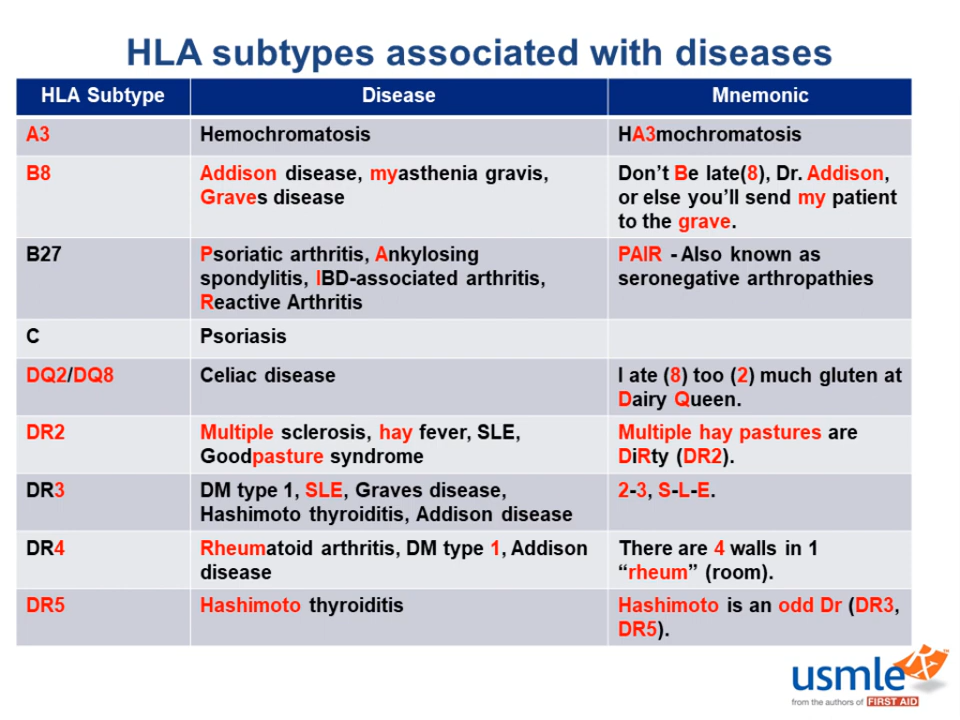 HLA subtypes associated with diseases
HLA Subtype Disease Mnemonic
A3 Hemochromatosis HA3mochromatosis
B8 Addison disease, myasthenia gravis, Don't Be late(8), Dr. Addison,
Graves disease or else you'll send my patient
to the grave.
B27 Psoriatic arthritis, Ankylosing PAIR - Also known as
spondylitis, IBD-associated arthritis, seronegative arthropathies
Reactive Arthritis
C Psoriasis
DQ2/DQ8 Celiac disease I ate (8) too (2) much gluten at
Dairy Queen.
DR2 Multiple sclerosis, hay fever, SLE, Multiple hay pastures are
Goodpasture syndrome DiRty (DR2).
DR3 DM type 1, SLE, Graves disease, 2-3, S-L-E.
Hashimoto thyroiditis, Addison disease
DR4 Rheumatoid arthritis, DM type 1, Addison There are 4 walls in 1
disease "rheum" (room).
DR5 Hashimoto thyroiditis Hashimoto is an odd Dr (DR3,
DR5).
usmle Rx™
from the authors of FIRST AID